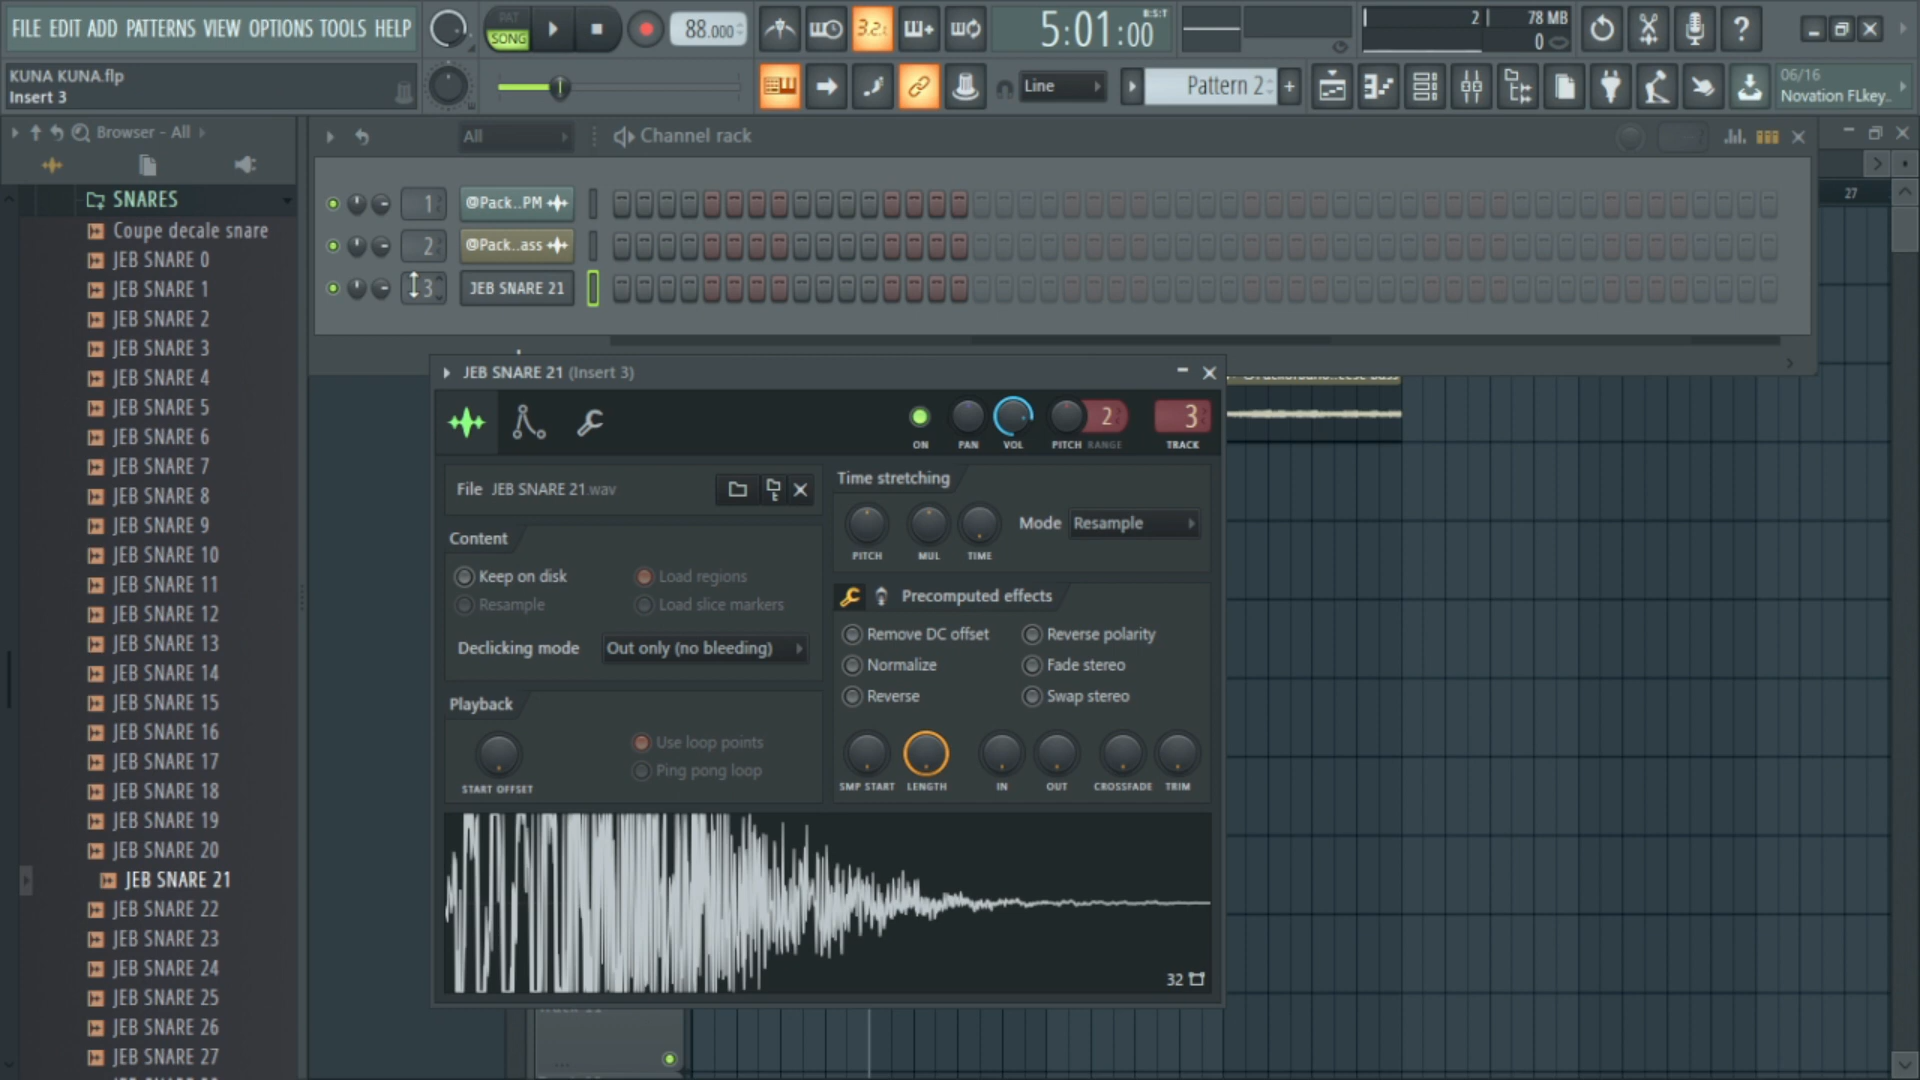 FILE EDIT ADD PATTERNS VIEW OPTIONS TOOLS HELP
PAT
SONG
88.000
3.2.
5:01:00
B:S:T
2
78 MB
0
KUNA KUNA.flp
Insert 3
Line
Pattern 2
06/16
Novation FLkey..
Browser - All
All
Channel rack
27
SNARES
Coupe decale snare
JEB SNARE 0
JEB SNARE 1
JEB SNARE 2
JEB SNARE 3
JEB SNARE 4
JEB SNARE 5
JEB SNARE 6
JEB SNARE 7
JEB SNARE 8
JEB SNARE 9
JEB SNARE 10
JEB SNARE 11
JEB SNARE 12
JEB SNARE 13
JEB SNARE 14
JEB SNARE 15
JEB SNARE 16
JEB SNARE 17
JEB SNARE 18
JEB SNARE 19
JEB SNARE 20
JEB SNARE 21
JEB SNARE 22
JEB SNARE 23
JEB SNARE 24
JEB SNARE 25
JEB SNARE 26
JEB SNARE 27
1 @Pack..PM
2 @Pack..ass
3 JEB SNARE 21
JEB SNARE 21 (Insert 3)
2
3
ON PAN VOL PITCH RANGE TRACK
File JEB SNARE 21.wav
Content
Keep on disk
Load regions
Resample
Load slice markers
Declicking mode Out only (no bleeding)
Playback
Use loop points
Ping pong loop
START OFFSET
Time stretching
Mode Resample
PITCH MUL TIME
Precomputed effects
Remove DC offset
Reverse polarity
Normalize
Fade stereo
Reverse
Swap stereo
SMP START LENGTH IN OUT CROSSFADE TRIM
32